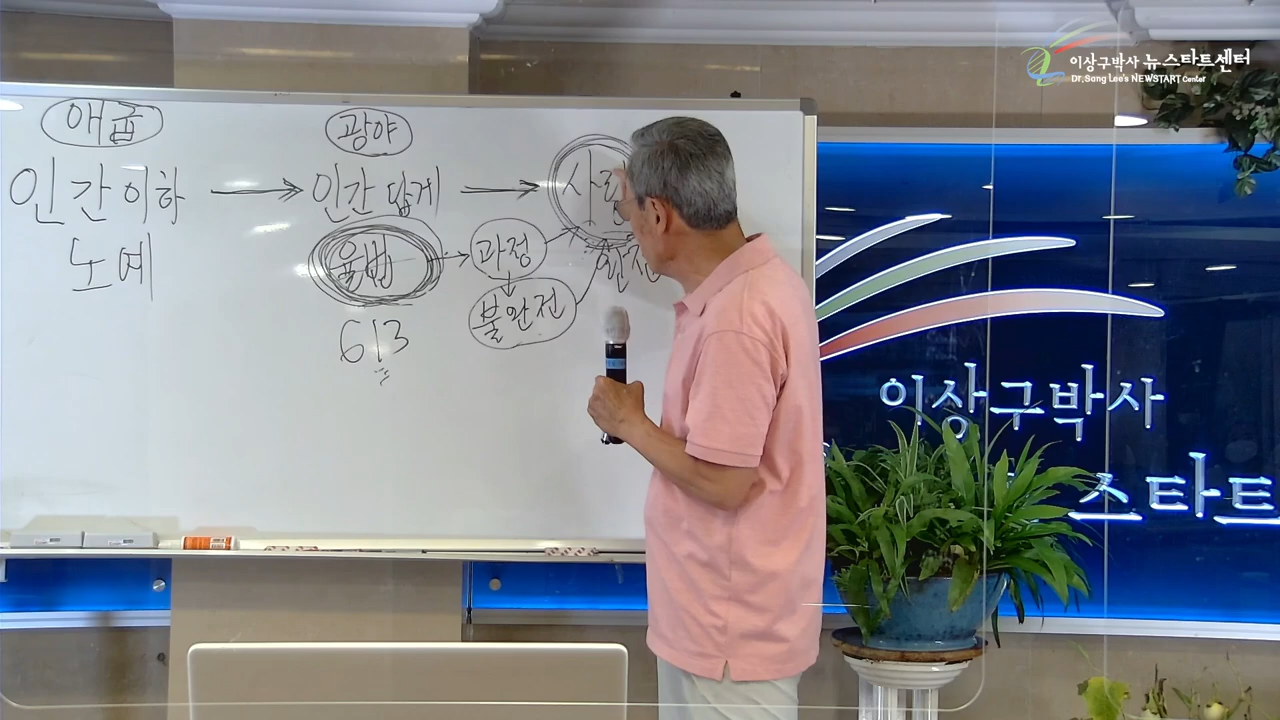 이상구박사 뉴스타트센터
Dr.Sang Lee's NEWSTART Center
애굽
광야
인간이하 → 인간 답게 →
노예
율법 → 과정
불완전
613
완전
이상구박사
스타트